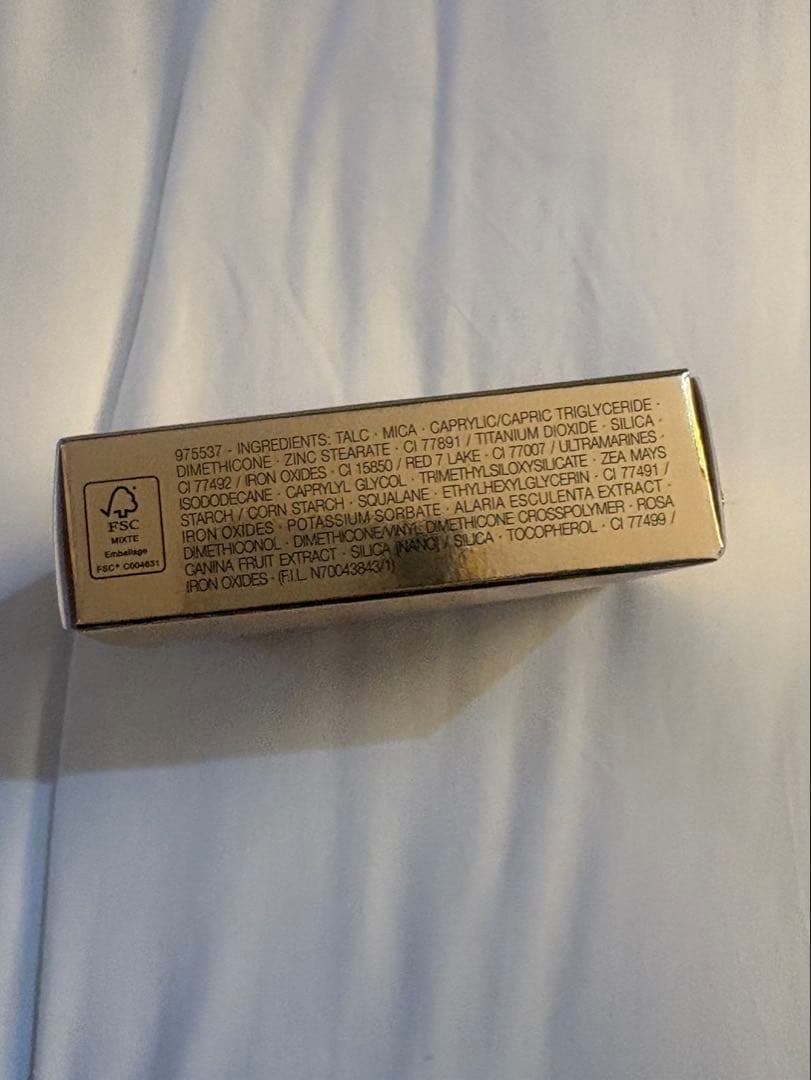 975537 - INGREDIENTS: TALC · MICA · CAPRYLIC/CAPRIC TRIGLYCERIDE ·
DIMETHICONE · ZINC STEARATE · CI 77891 / TITANIUM DIOXIDE · SILICA ·
CI 77492 / IRON OXIDES · CI 15850 / RED 7 LAKE · CI 77007 / ULTRAMARINES ·
ISODODECANE · CAPRYLYL GLYCOL · TRIMETHYLSILOXYSILICATE · ZEA MAYS
STARCH / CORN STARCH · SQUALANE · ETHYLHEXYLGLYCERIN · CI 77491 /
IRON OXIDES · POTASSIUM SORBATE · ALARIA ESCULENTA EXTRACT ·
DIMETHICONOL · DIMETHICONE/VINYL DIMETHICONE CROSSPOLYMER · ROSA
CANINA FRUIT EXTRACT · SILICA [NANO] / SILICA · TOCOPHEROL · CI 77499 /
IRON OXIDES · (F.I.L. N70043843/1)
FSC
MIXTE
Emballage
FSC® C004631